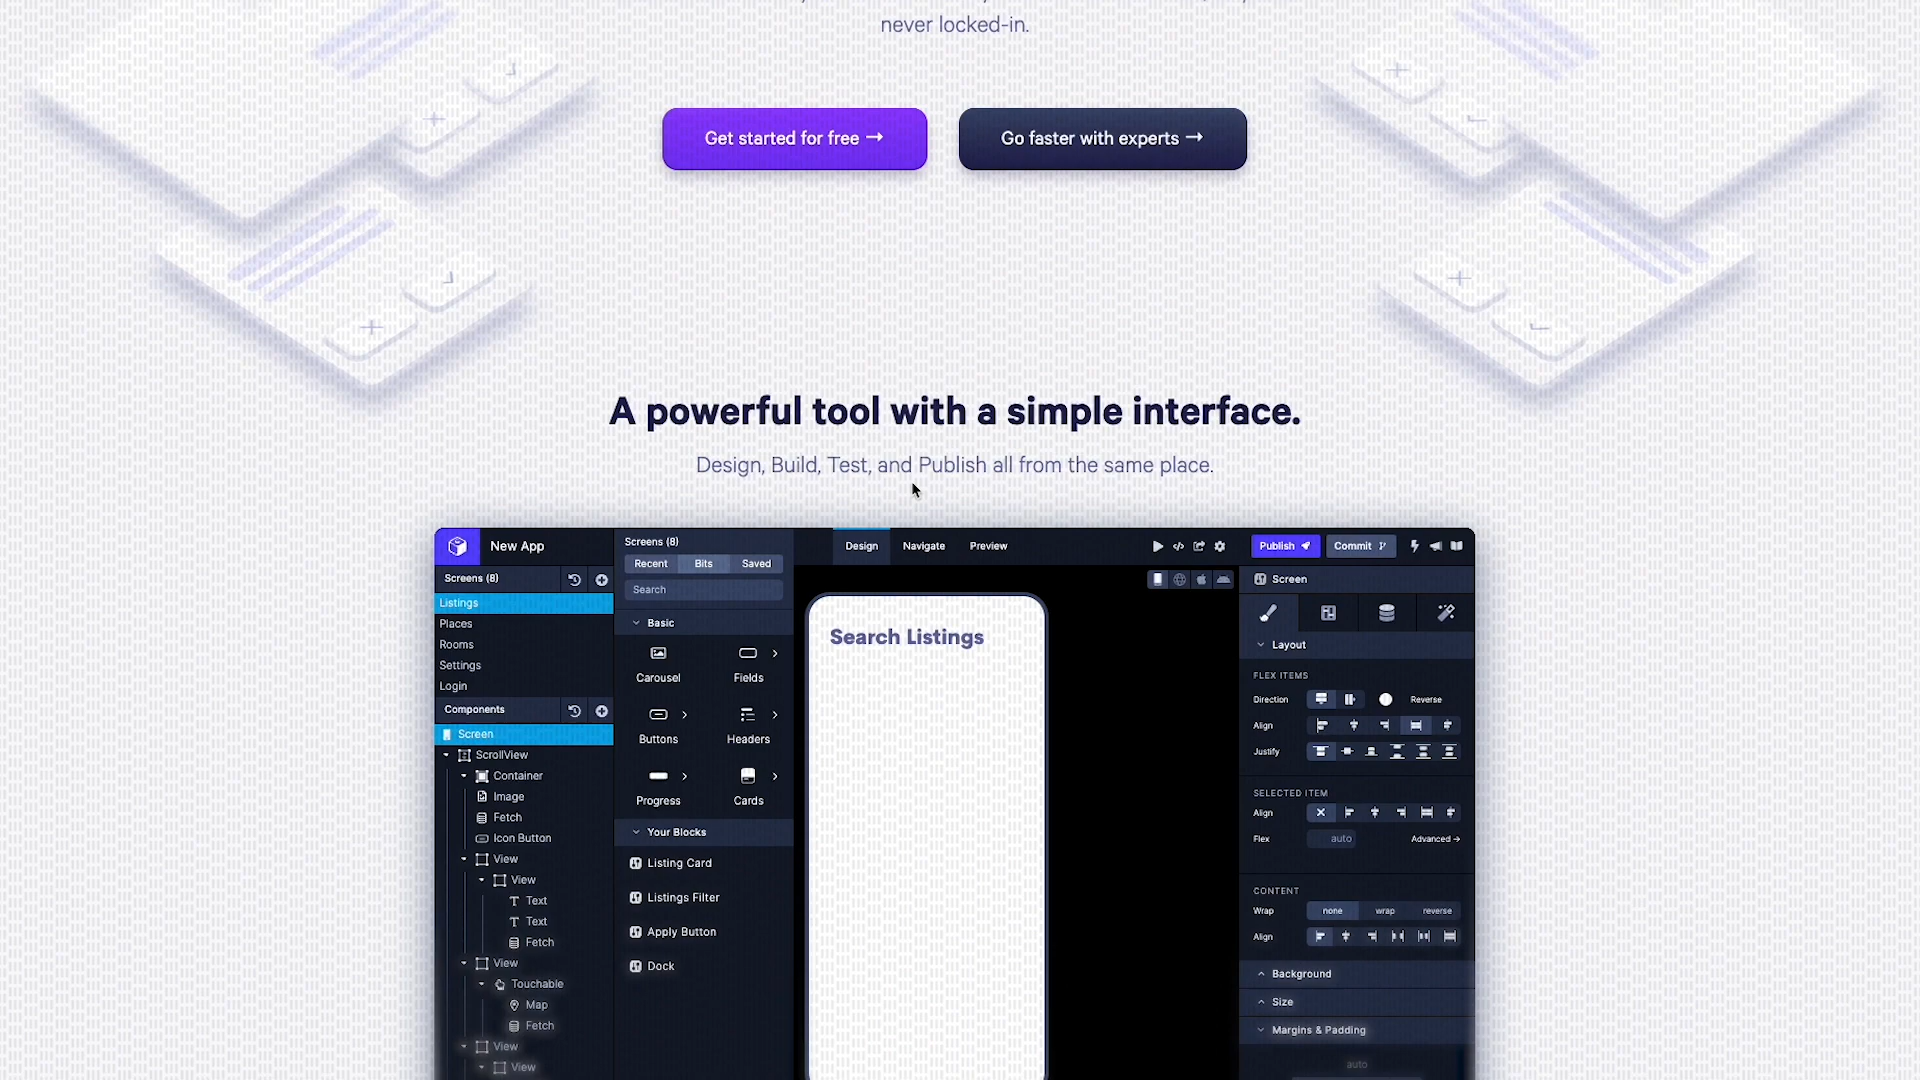 never locked-in.
Get started for free →
Go faster with experts →
A powerful tool with a simple interface.
Design, Build, Test, and Publish all from the same place.
New App
Screens (8)
Listings
Places
Rooms
Settings
Login
Components
Screen
ScrollView
Container
Image
Fetch
Icon Button
View
View
Text
Text
Fetch
View
Touchable
Map
Fetch
View
View
Screens (8)
Recent Bits Saved
Search
Basic
Carousel Fields
Buttons Headers
Progress Cards
Your Blocks
Listing Card
Listings Filter
Apply Button
Dock
Design Navigate Preview
Search Listings
Publish Commit
Screen
Layout
FLEX ITEMS
Direction Reverse
Align
Justify
SELECTED ITEM
Align
Flex auto Advanced →
CONTENT
Wrap none wrap reverse
Align
Background
Size
Margins & Padding
auto